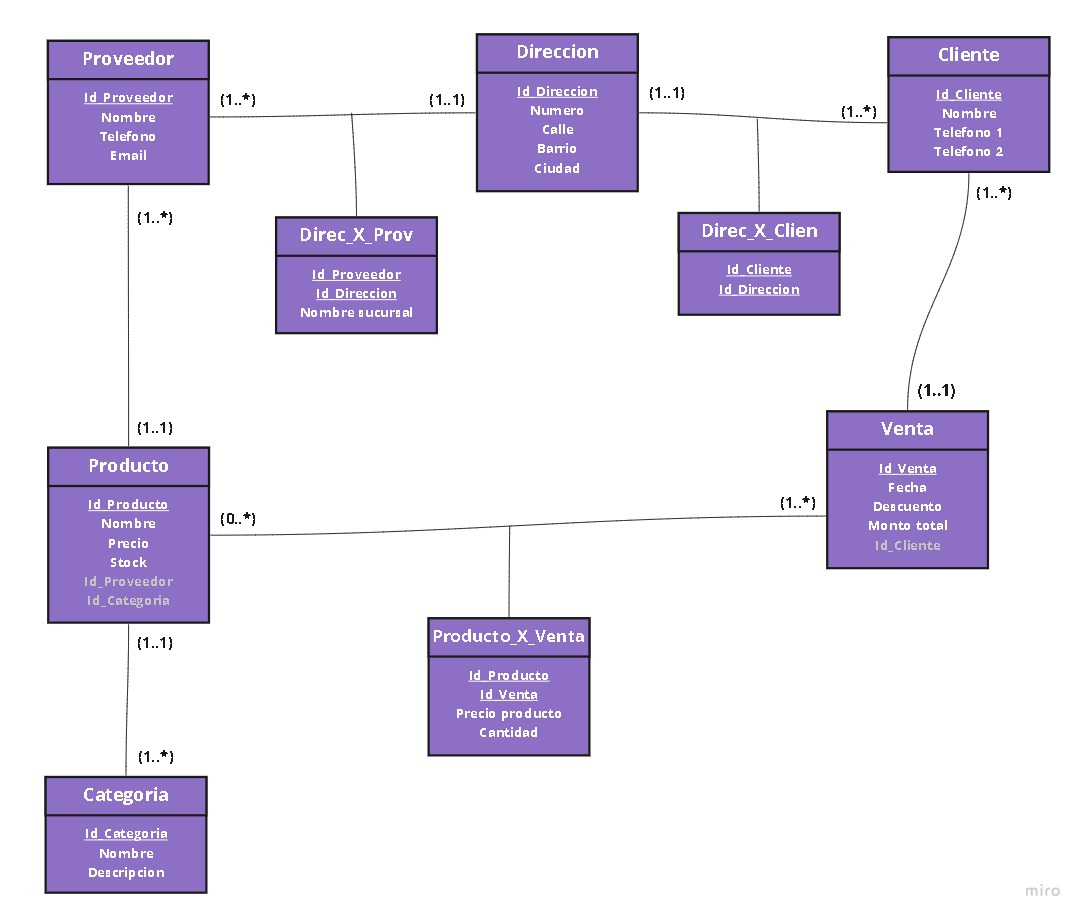 Proveedor
Id_Proveedor
Nombre
Telefono
Email
(1..*)
(1..1)
Direccion
Id_Direccion
Numero
Calle
Barrio
Ciudad
(1..1)
(1..*)
Cliente
Id_Cliente
Nombre
Telefono 1
Telefono 2
(1..*)
(1..*)
Direc_X_Prov
Id_Proveedor
Id_Direccion
Nombre sucursal
Direc_X_Clien
Id_Cliente
Id_Direccion
(1..1)
(1..1)
Producto
Id_Producto
Nombre
Precio
Stock
Id_Proveedor
Id_Categoria
(0..*)
(1..*)
Venta
Id_Venta
Fecha
Descuento
Monto total
Id_Cliente
Producto_X_Venta
Id_Producto
Id_Venta
Precio producto
Cantidad
(1..1)
(1..*)
Categoria
Id_Categoria
Nombre
Descripcion
miro